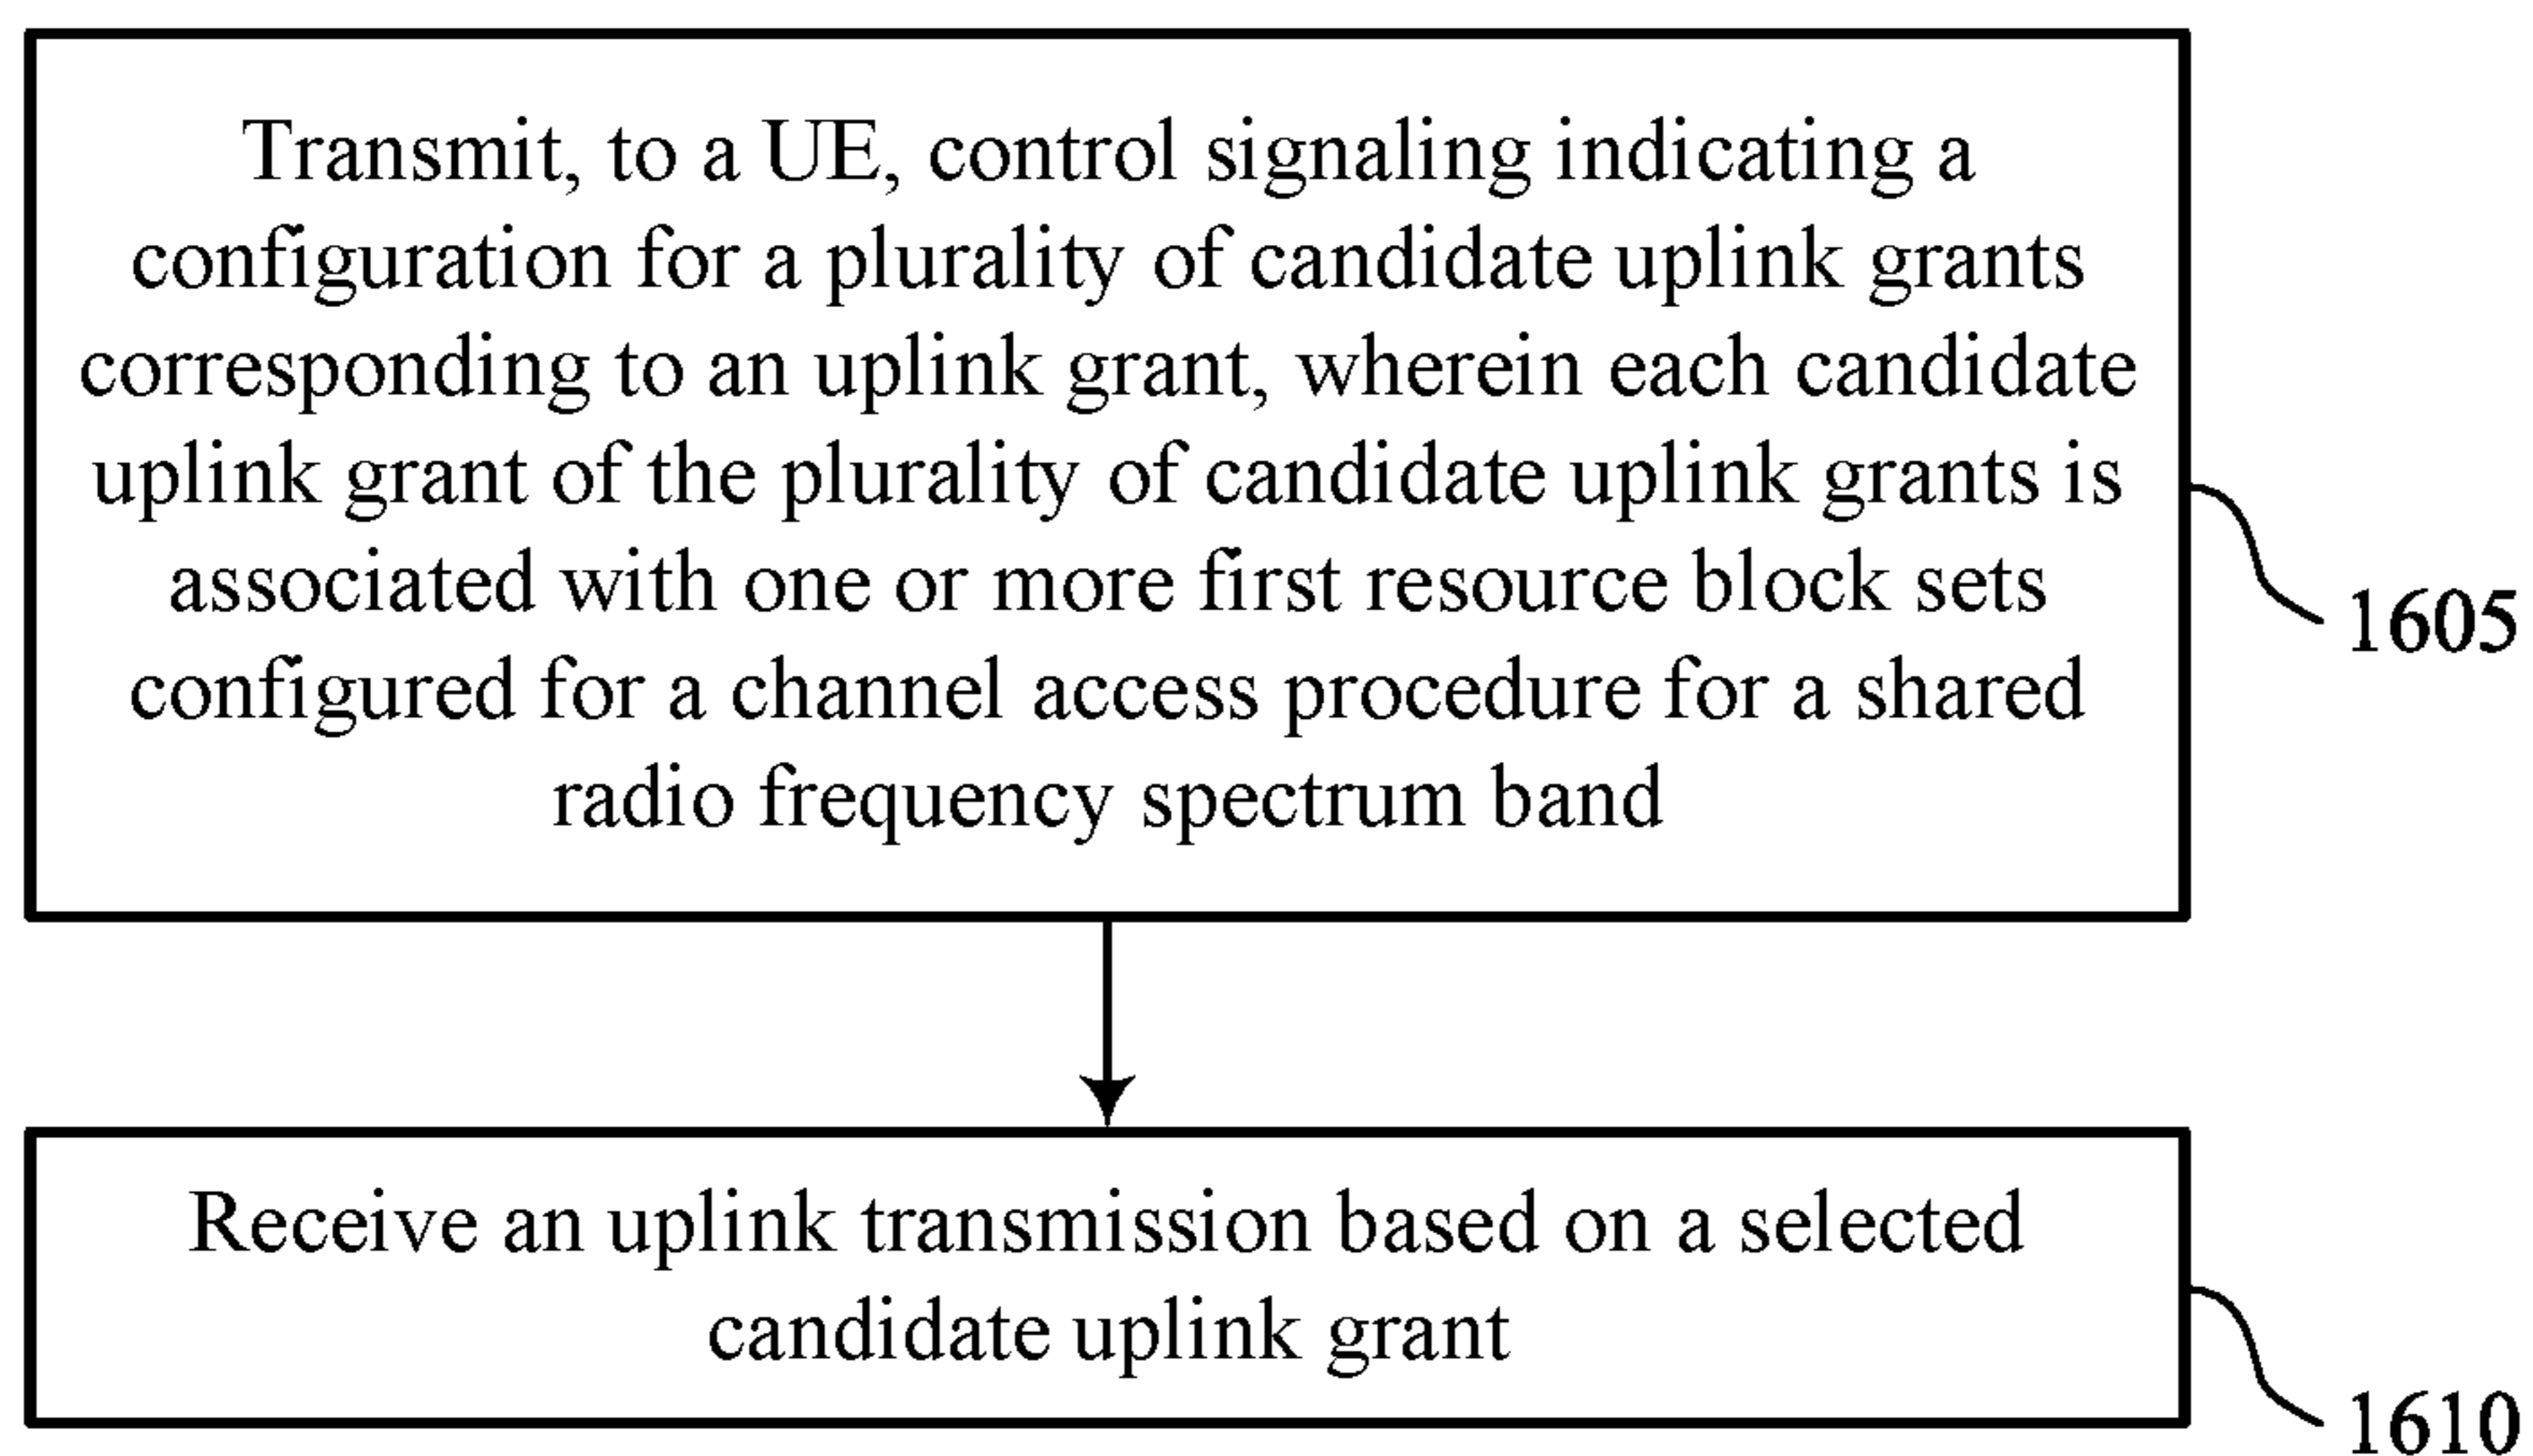 Transmit, to a UE, control signaling indicating a
configuration for a plurality of candidate uplink grants
corresponding to an uplink grant, wherein each candidate
uplink grant of the plurality of candidate uplink grants is
associated with one or more first resource block sets
configured for a channel access procedure for a shared
radio frequency spectrum band
1605
Receive an uplink transmission based on a selected
candidate uplink grant
1610